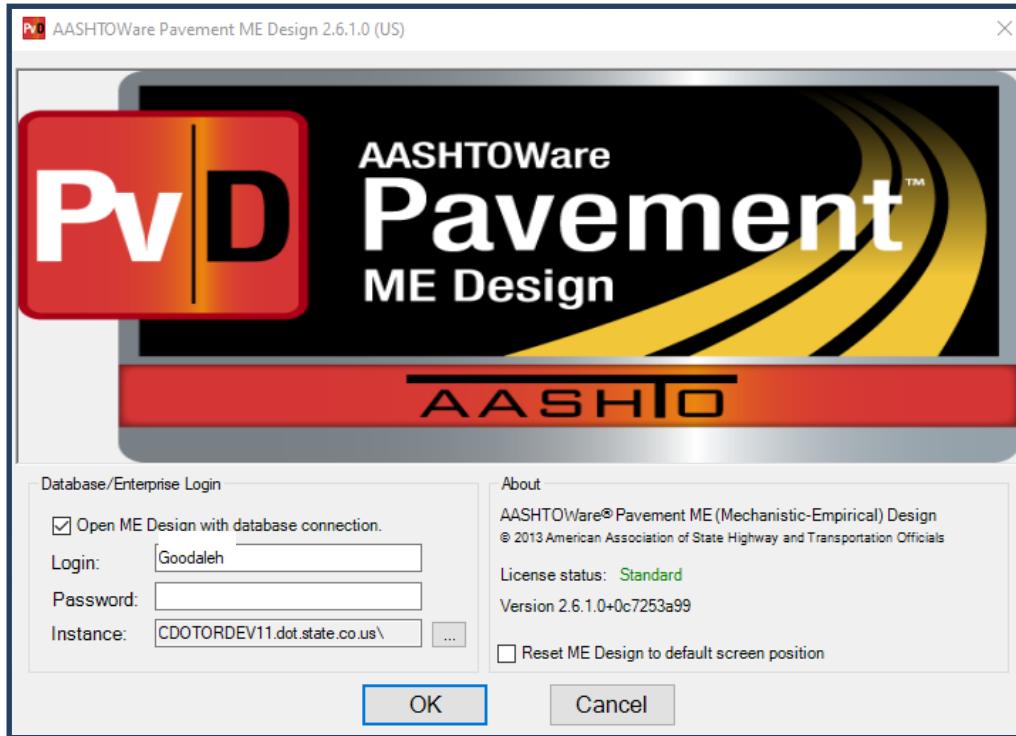 PvD AASHTOWare Pavement ME Design 2.6.1.0 (US)
AASHTOWare
Pavement™
ME Design
PvD
AASHTO
Database/Enterprise Login
Open ME Design with database connection.
Login: Goodaleh
Password:
Instance: CDOTORDEV11.dot.state.co.us\ ...
About
AASHTOWare® Pavement ME (Mechanistic-Empirical) Design
© 2013 American Association of State Highway and Transportation Officials
License status: Standard
Version 2.6.1.0+0c7253a99
Reset ME Design to default screen position
OK
Cancel